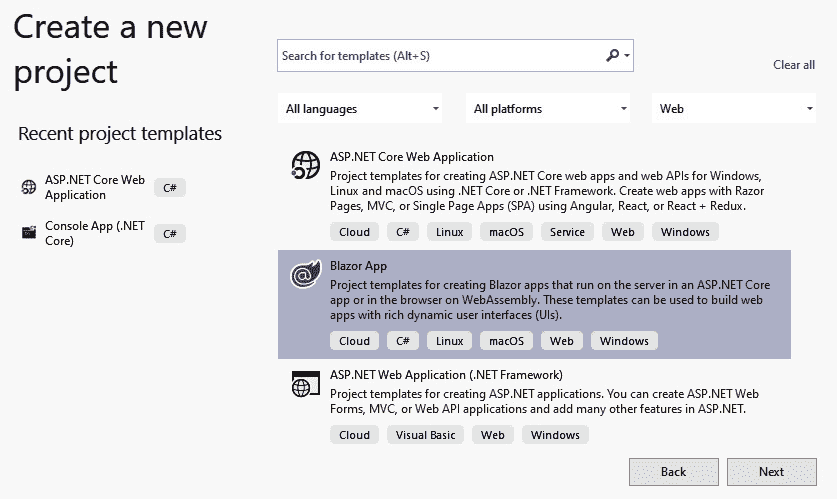 Create a new
project
Search for templates (Alt+S)
Clear all
All languages
All platforms
Web
Recent project templates
ASP.NET Core Web
Application
C#
Console App (.NET
Core)
C#
ASP.NET Core Web Application
Project templates for creating ASP.NET Core web apps and web APIs for Windows,
Linux and macOS using .NET Core or .NET Framework. Create web apps with Razor
Pages, MVC, or Single Page Apps (SPA) using Angular, React, or React + Redux.
Cloud C# Linux macOS Service Web Windows
Blazor App
Project templates for creating Blazor apps that run on the server in an ASP.NET Core
app or in the browser on WebAssembly. These templates can be used to build web
apps with rich dynamic user interfaces (UIs).
Cloud C# Linux macOS Web Windows
ASP.NET Web Application (.NET Framework)
Project templates for creating ASP.NET applications. You can create ASP.NET Web
Forms, MVC, or Web API applications and add many other features in ASP.NET.
Cloud Visual Basic Web Windows
Back Next